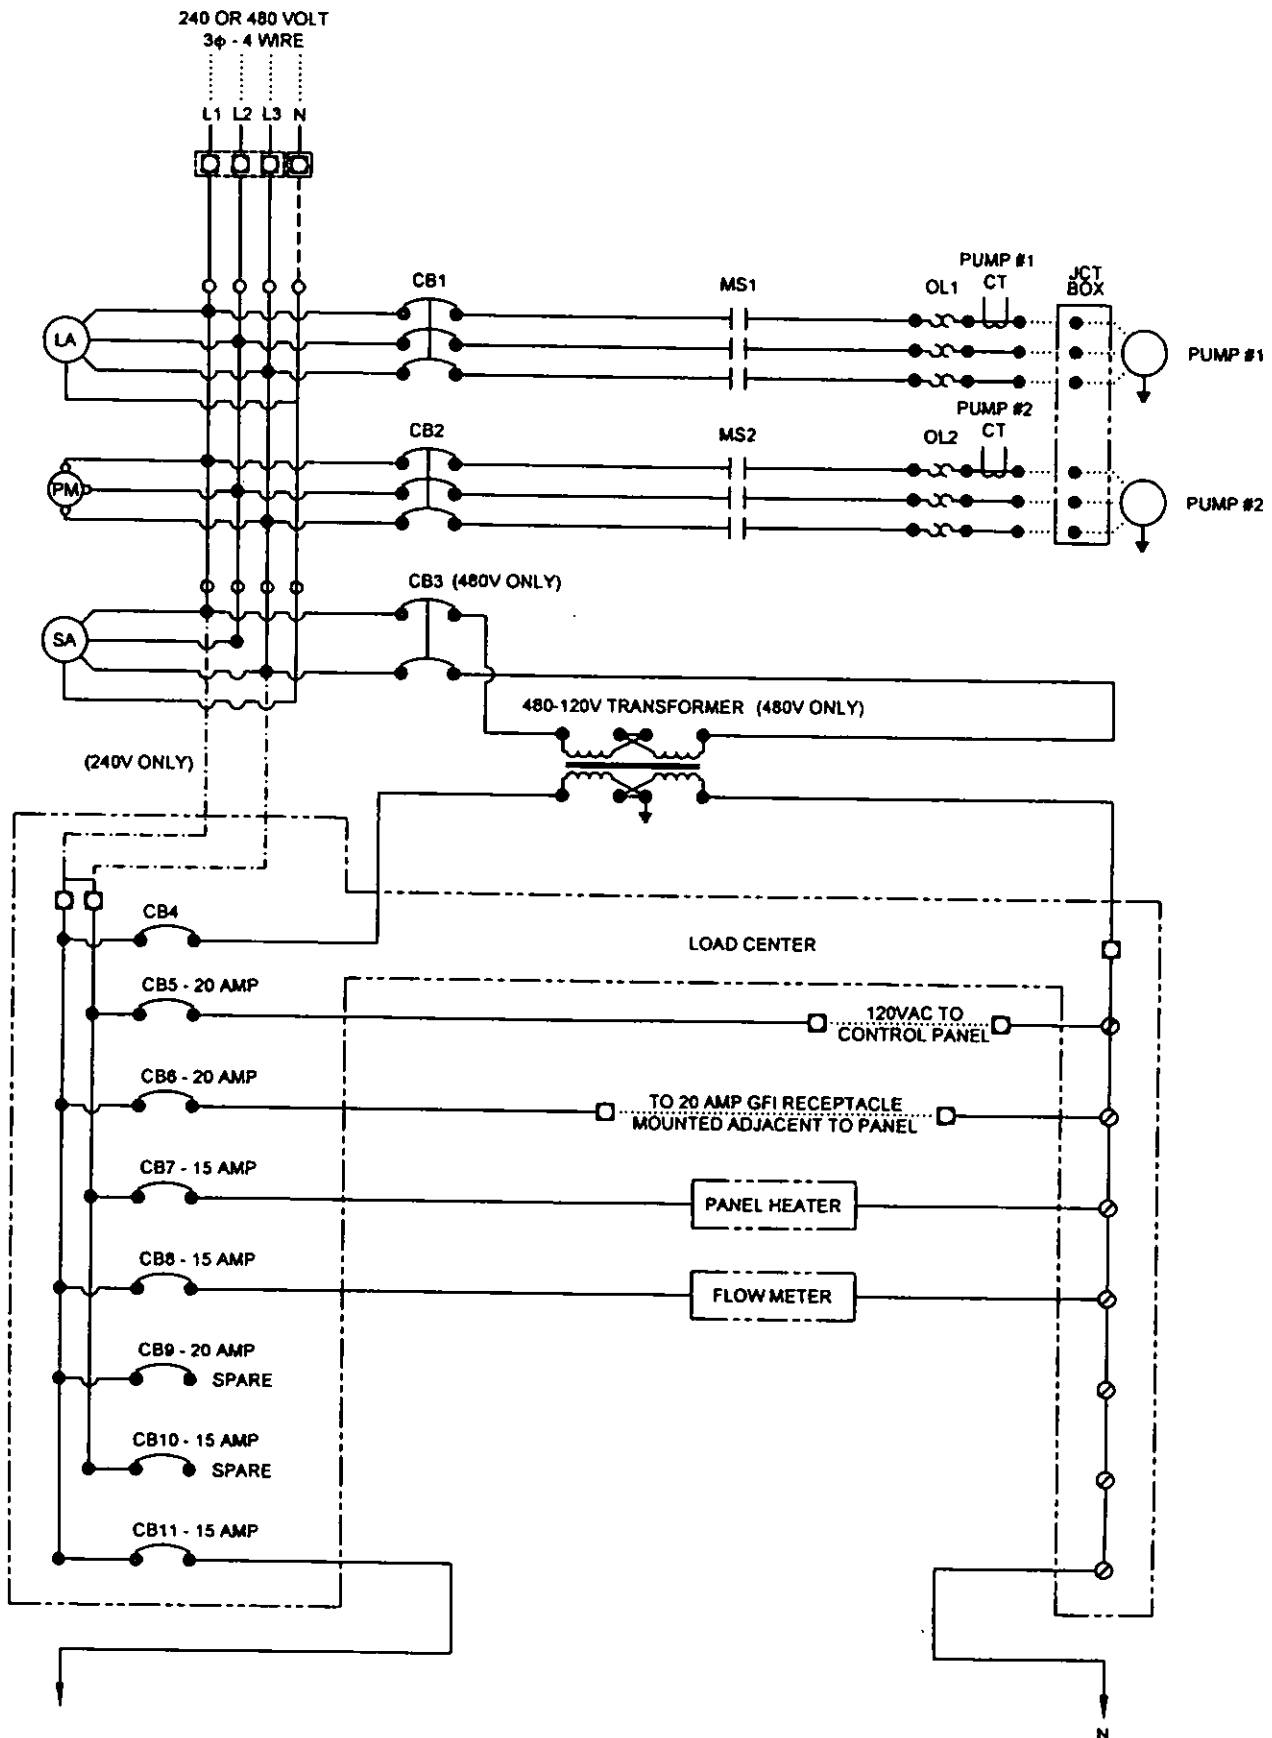 240 OR 480 VOLT
3ϕ - 4 WIRE
L1 L2 L3 N
CB1
MS1
OL1
PUMP #1
CT
JCT
BOX
LA
PUMP #1
CB2
MS2
OL2
PUMP #2
CT
PM
PUMP #2
CB3 (480V ONLY)
SA
480-120V TRANSFORMER (480V ONLY)
(240V ONLY)
CB4
LOAD CENTER
CB5 - 20 AMP
120VAC TO
CONTROL PANEL
CB6 - 20 AMP
TO 20 AMP GFI RECEPTACLE
MOUNTED ADJACENT TO PANEL
CB7 - 15 AMP
PANEL HEATER
CB8 - 15 AMP
FLOW METER
CB9 - 20 AMP
SPARE
CB10 - 15 AMP
SPARE
CB11 - 15 AMP
N